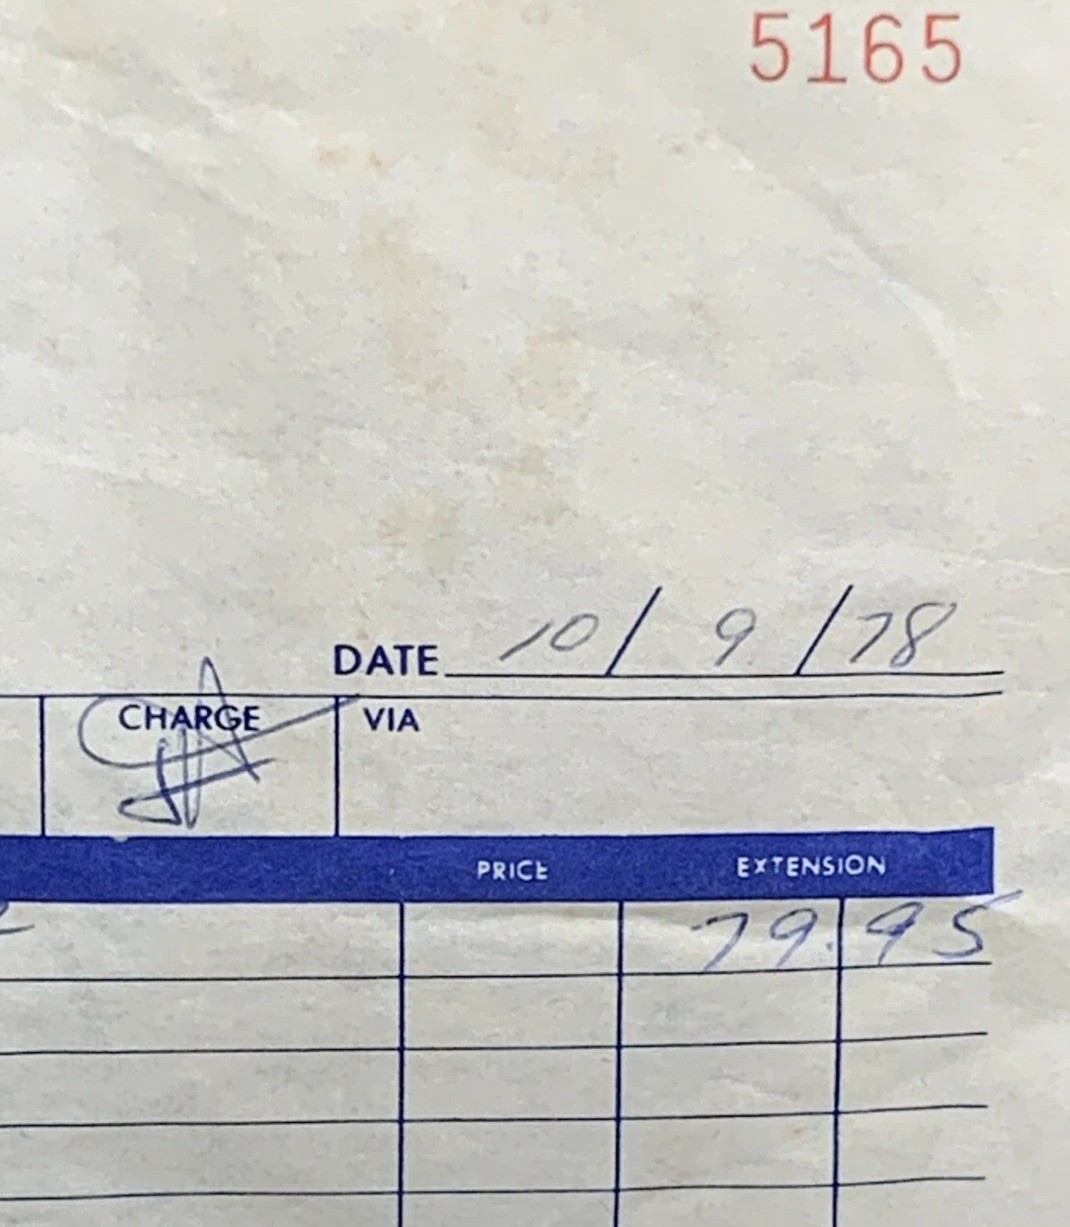 5165
DATE 10/9/78
CHARGE VIA
PRICE EXTENSION
79.95